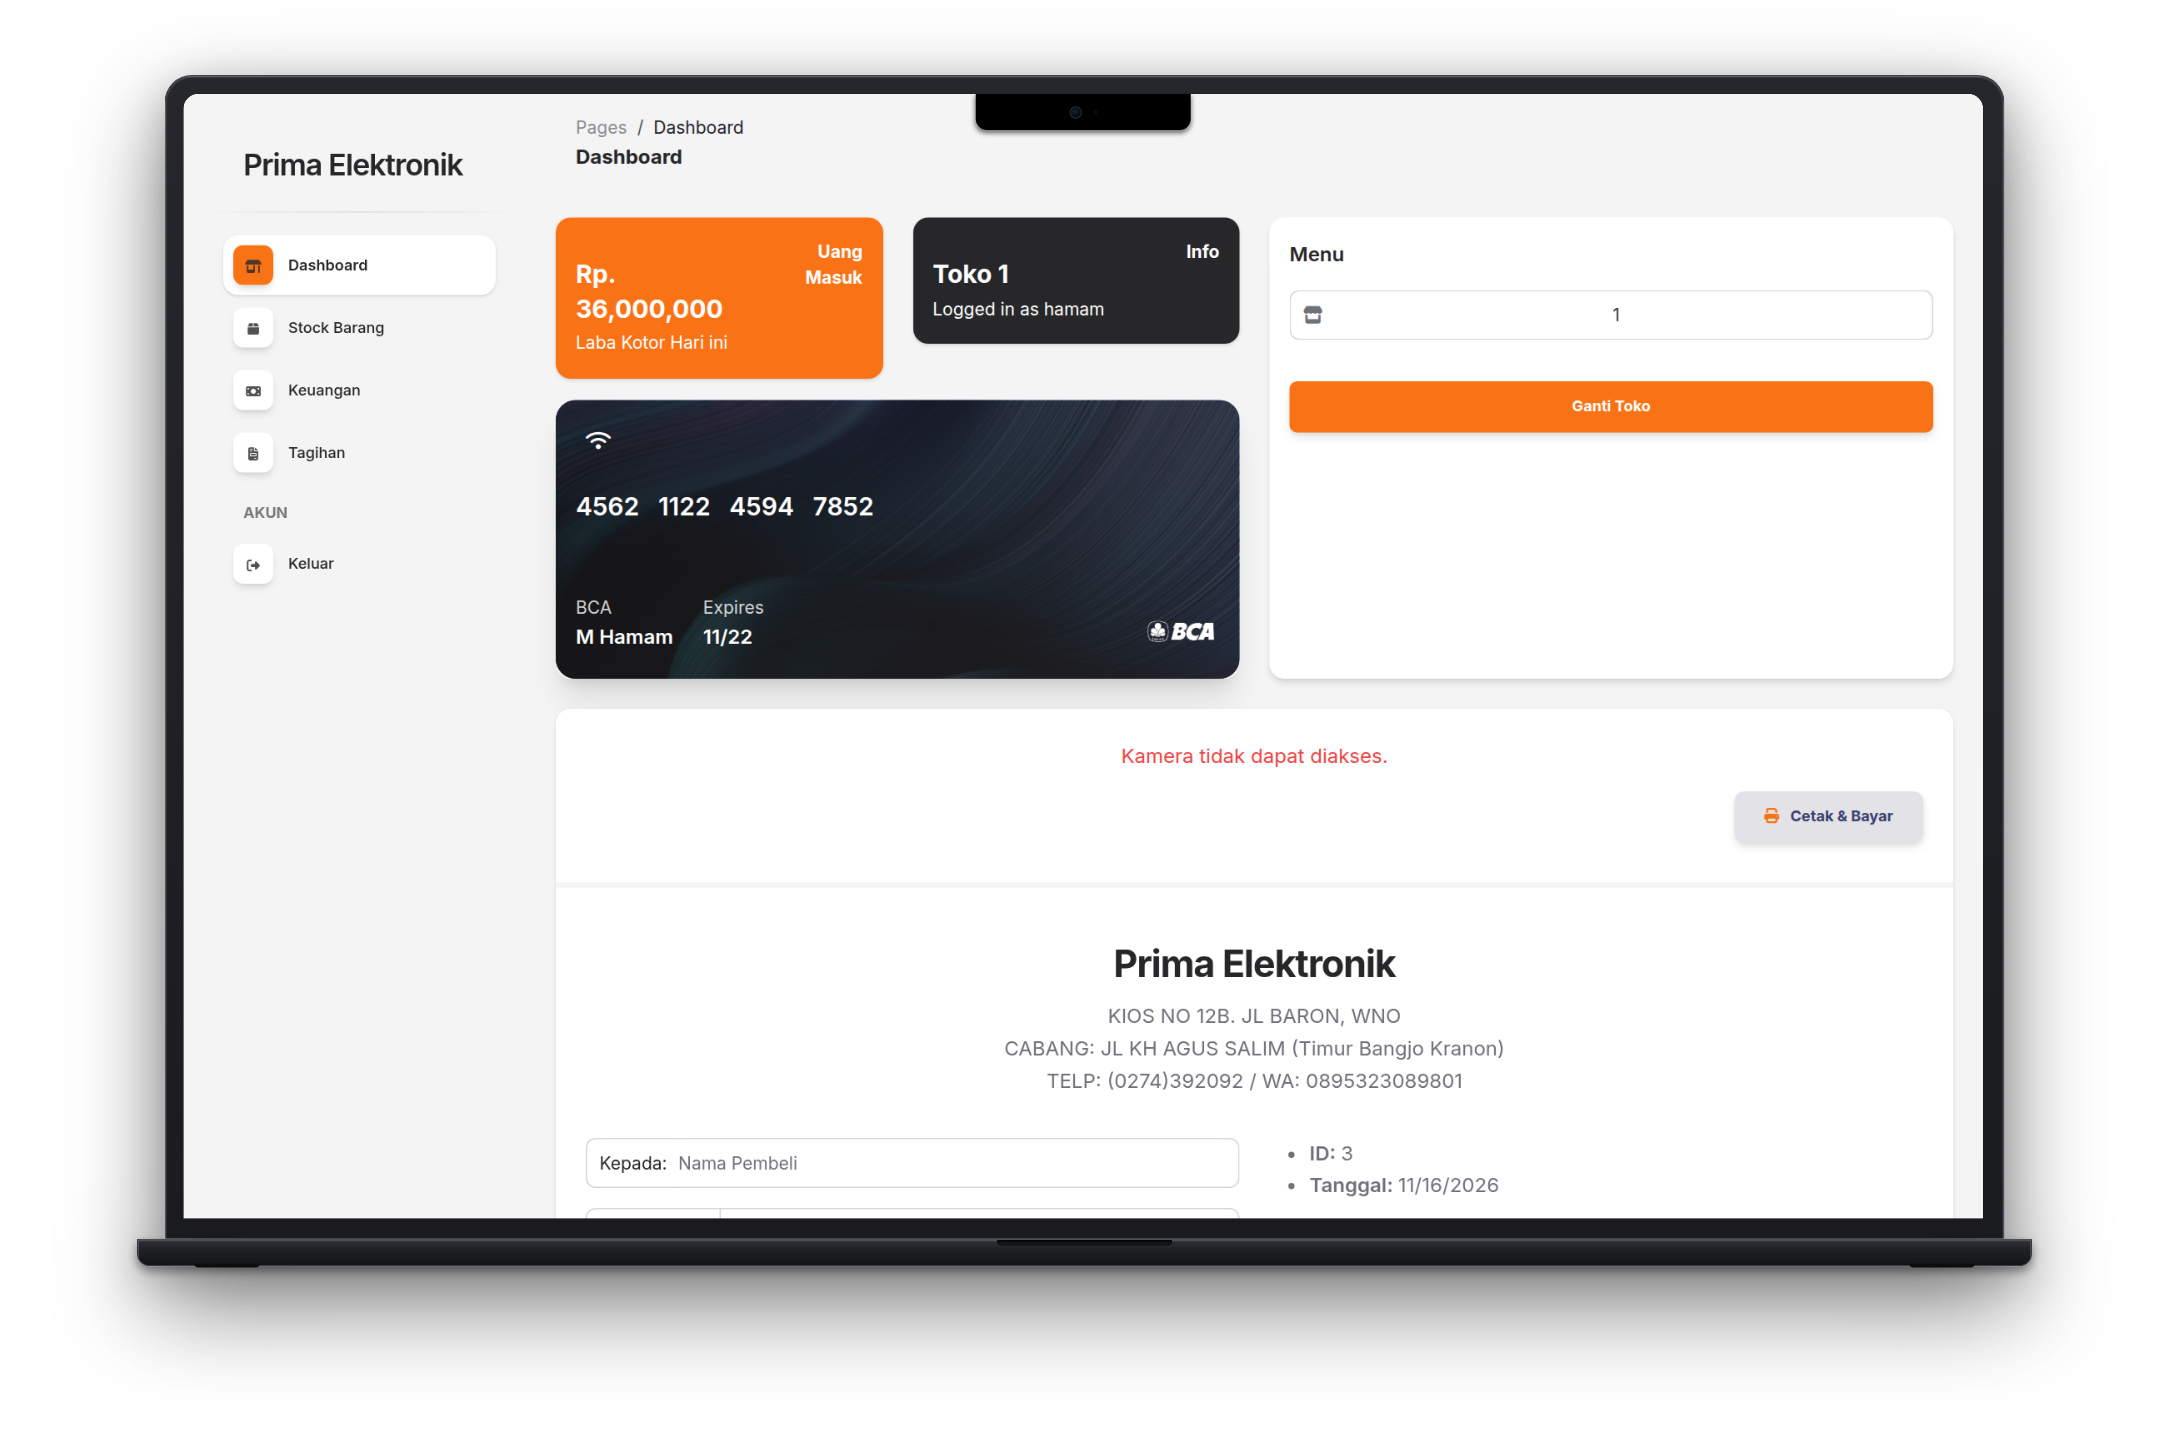 Prima Elektronik
Dashboard
Stock Barang
Keuangan
Tagihan
AKUN
Keluar
Pages / Dashboard
Dashboard
Uang
Masuk
Rp.
36,000,000
Laba Kotor Hari ini
Info
Toko 1
Logged in as hamam
Menu
1
Ganti Toko
4562 1122 4594 7852
BCA
M Hamam
Expires
11/22
BCA
Kamera tidak dapat diakses.
Cetak & Bayar
Prima Elektronik
KIOS NO 12B. JL BARON, WNO
CABANG: JL KH AGUS SALIM (Timur Bangjo Kranon)
TELP: (0274)392092 / WA: 0895323089801
Kepada: Nama Pembeli
ID: 3
Tanggal: 11/16/2026